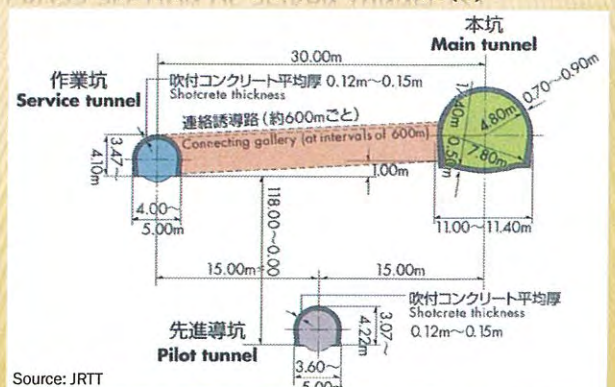 本坑
Main tunnel
30.00m
作業坑
Service tunnel
吹付コンクリート平均厚 0.12m〜0.15m
Shotcrete thickness
連絡誘導路(約600mごと)
Connecting gallery (at intervals of 600m)
3.47〜
4.10m
4.00〜
5.00m
1.00m
118.00〜0.00
0.70〜0.90m
4.80m
7.80m
11.00〜11.40m
15.00m
15.00m
先進導坑
Pilot tunnel
吹付コンクリート平均厚
Shotcrete thickness
0.12m〜0.15m
3.07〜
4.22m
3.60〜
5.00m
Source: JRTT